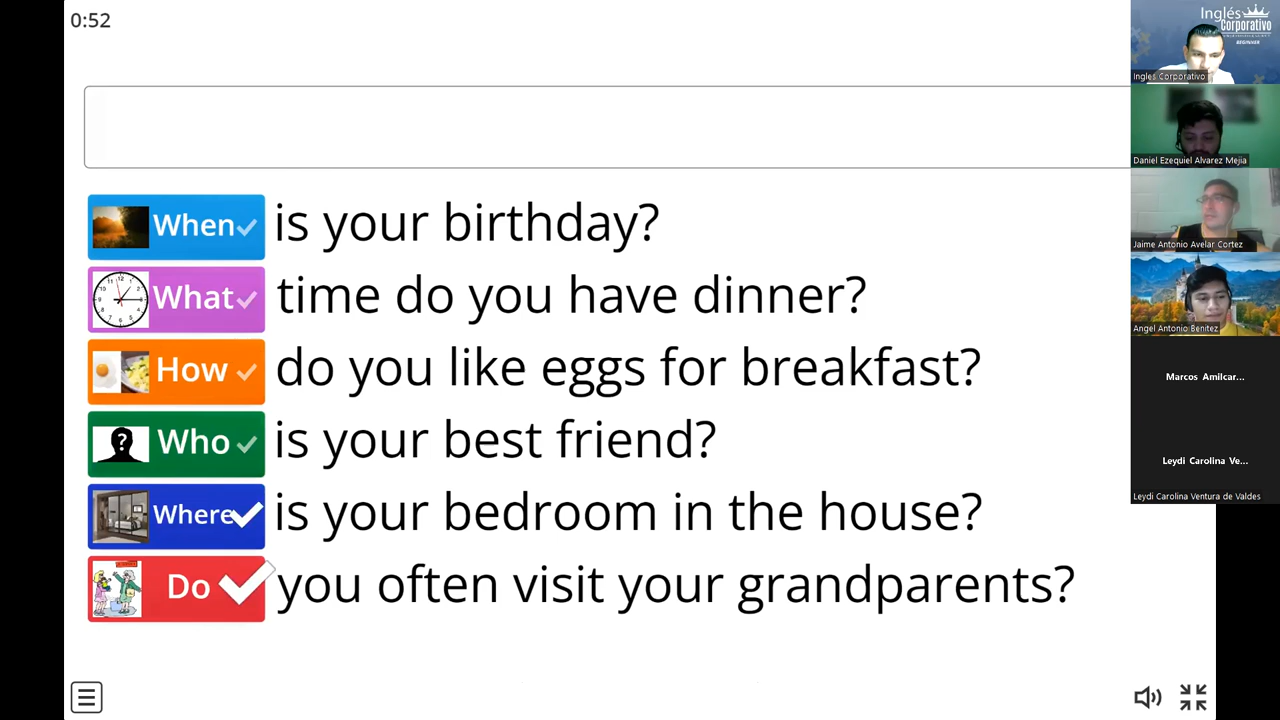 0:52
When is your birthday?
What time do you have dinner?
How do you like eggs for breakfast?
Who is your best friend?
Where is your bedroom in the house?
Do you often visit your grandparents?
Inglés
Corporativo
BEGINNER
Ingles Corporativo
Daniel Ezequiel Alvarez Mejia
Jaime Antonio Avelar Cortez
Angel Antonio Benitez
Marcos Amilcar...
Leydi Carolina Ve...
Leydi Carolina Ventura de Valdes